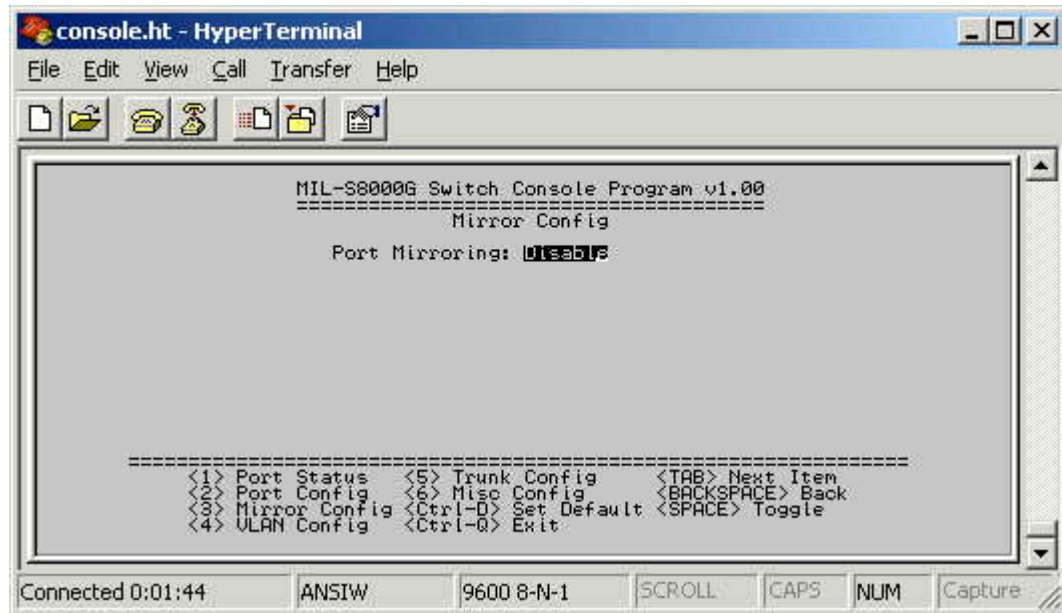 console.ht - HyperTerminal
File Edit View Call Transfer Help
MIL-S8000G Switch Console Program v1.00
=======================================
Mirror Config
Port Mirroring: Disable
=================================================================
<1> Port Status <5> Trunk Config <TAB> Next Item
<2> Port Config <6> Misc Config <BACKSPACE> Back
<3> Mirror Config <Ctrl-D> Set Default <SPACE> Toggle
<4> VLAN Config <Ctrl-Q> Exit
Connected 0:01:44 ANSIW 9600 8-N-1 SCROLL CAPS NUM Capture